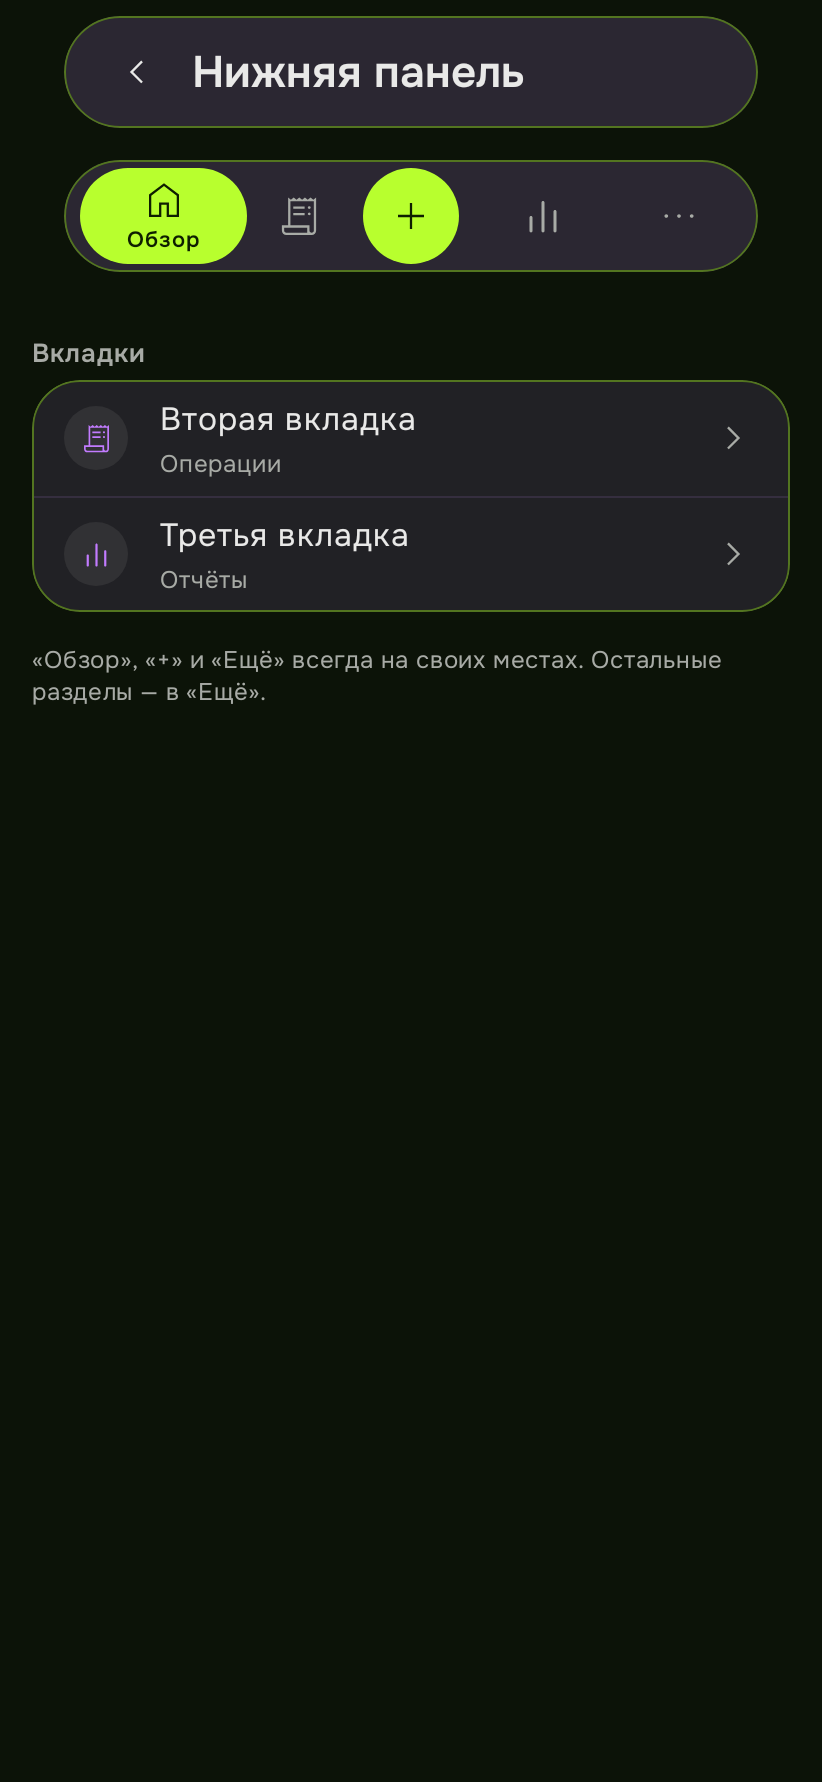 Нижняя панель
Обзор
Вкладки
Вторая вкладка
Операции
Третья вкладка
Отчёты
«Обзор», «+» и «Ещё» всегда на своих местах. Остальные
разделы — в «Ещё».